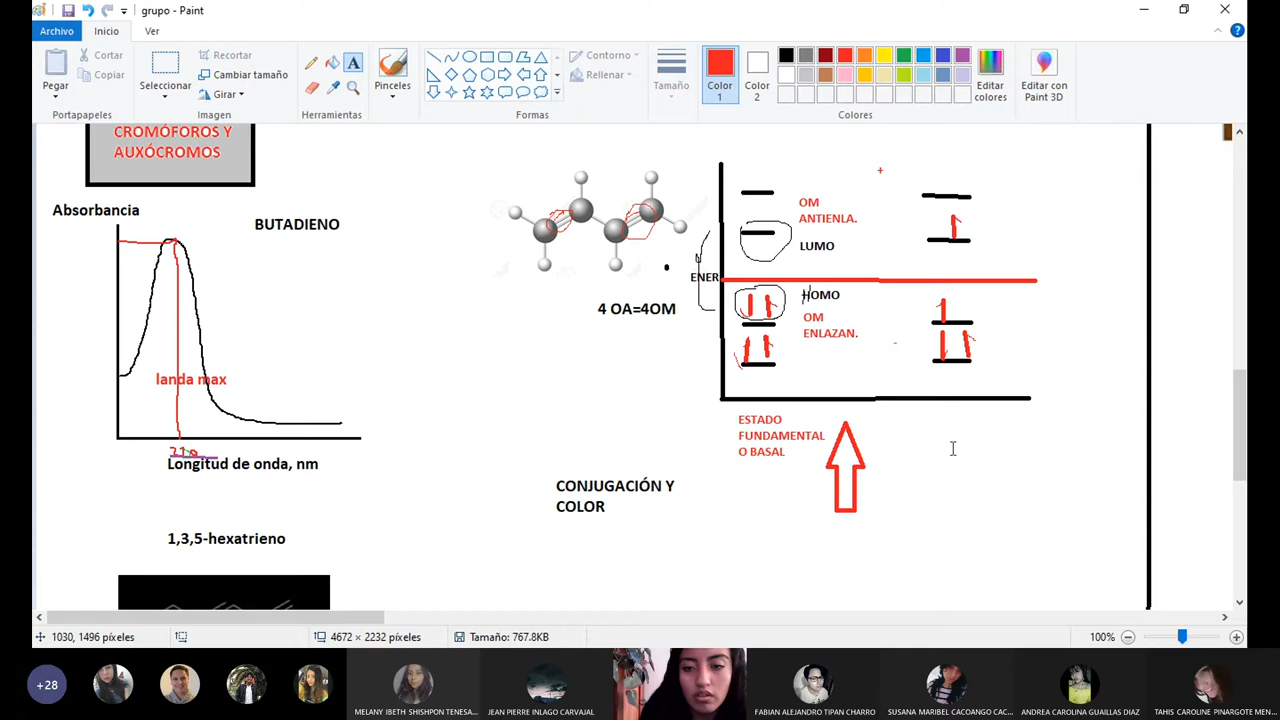 grupo - Paint
Archivo
Inicio
Ver
Pegar
Cortar
Copiar
Portapapeles
Seleccionar
Recortar
Cambiar tamaño
Girar
Imagen
Herramientas
Pinceles
Contorno
Rellenar
Formas
Tamaño
Color
1
Color
2
Editar
colores
Editar con
Paint 3D
Colores
CROMÓFOROS Y
AUXÓCROMOS
Absorbancia
BUTADIENO
landa max
Longitud de onda, nm
1,3,5-hexatrieno
4 OA=4OM
ENER
OM
ANTIENLA.
LUMO
HOMO
OM
ENLAZAN.
+
-
ESTADO
FUNDAMENTAL
O BASAL
CONJUGACIÓN Y
COLOR
1030, 1496 píxeles
4672 × 2232 píxeles
Tamaño: 767.8KB
100%
+28
MELANY IBETH SHISHPON TENESA...
JEAN PIERRE INLAGO CARVAJAL
FABIAN ALEJANDRO TIPAN CHARRO
SUSANA MARIBEL CACOANGO CAC...
ANDREA CAROLINA GUAILLAS DIAZ
TAHIS CAROLINE PINARGOTE MEN...